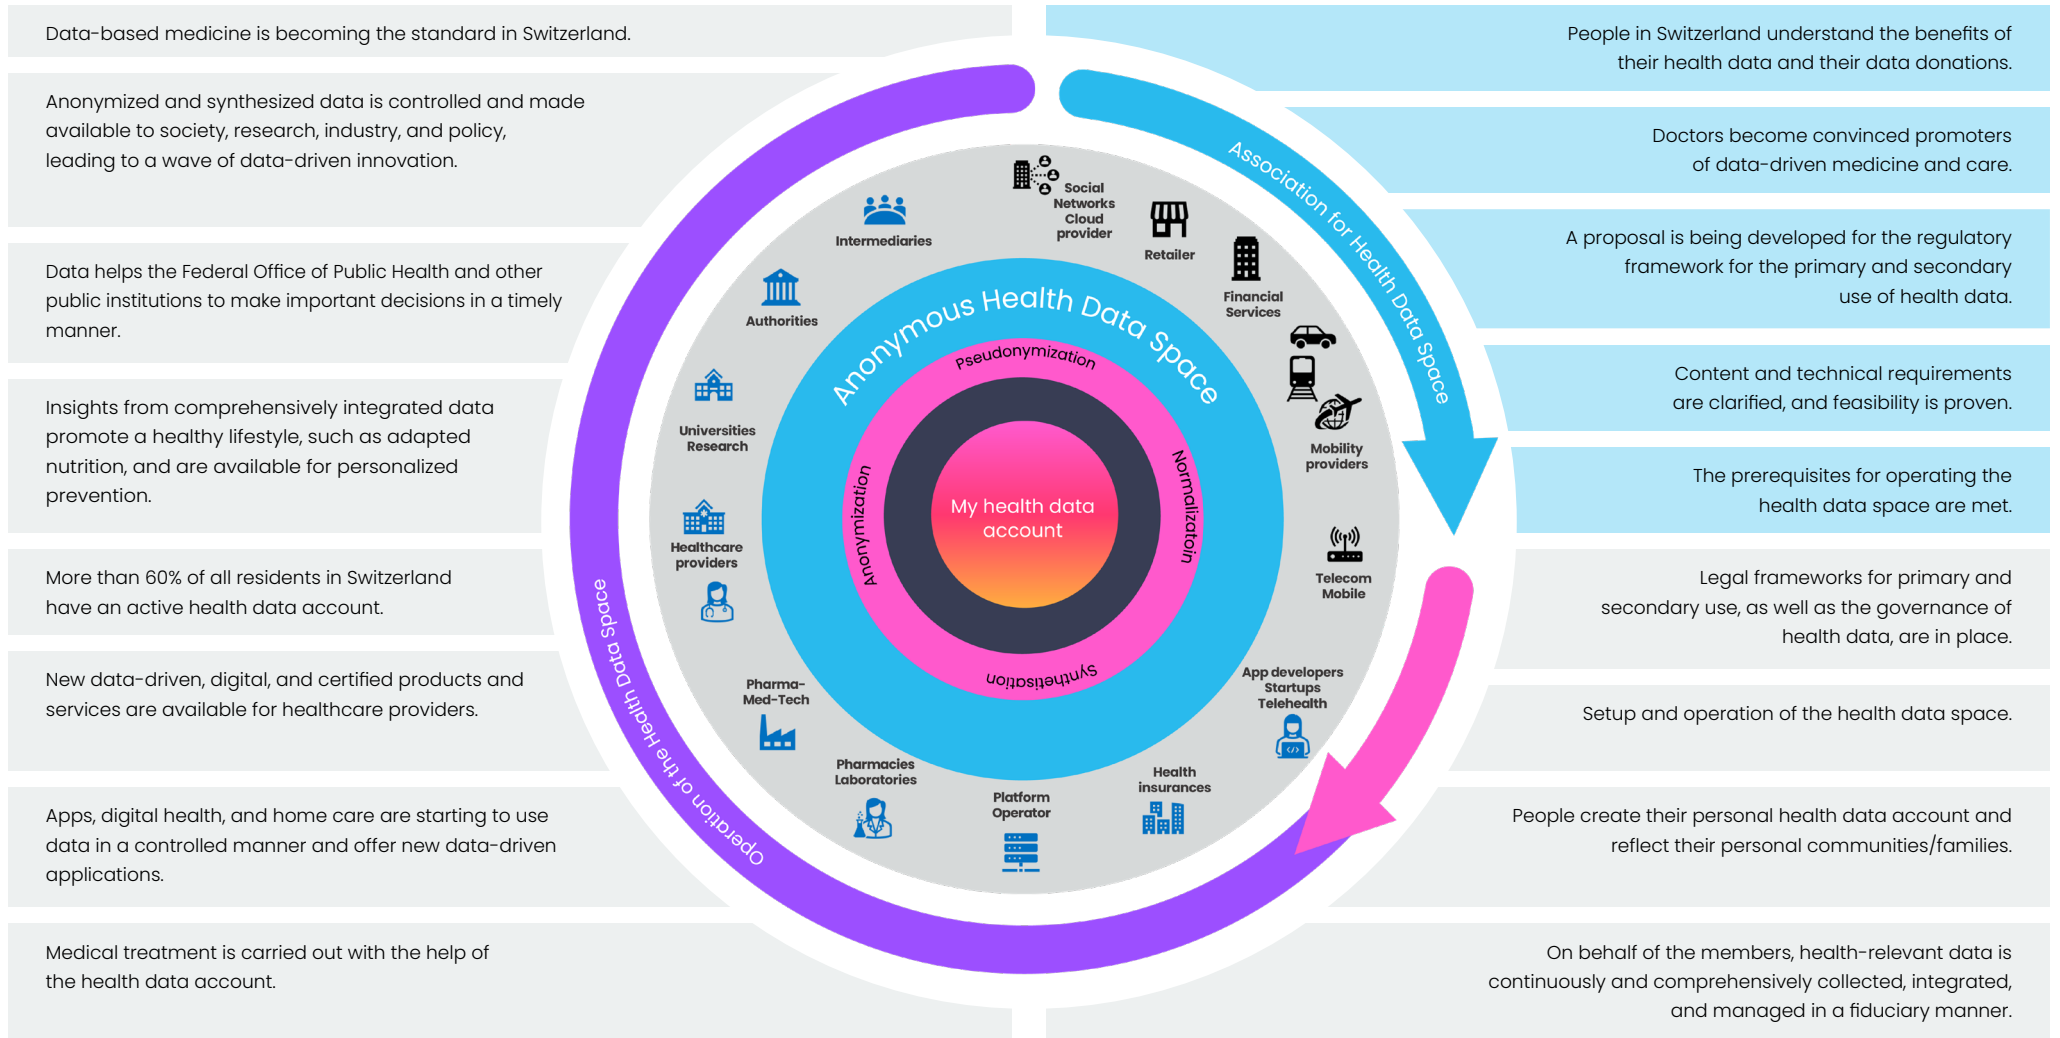 Data-based medicine is becoming the standard in Switzerland.
Anonymized and synthesized data is controlled and made
available to society, research, industry, and policy,
leading to a wave of data-driven innovation.
Data helps the Federal Office of Public Health and other
public institutions to make important decisions in a timely
manner.
Insights from comprehensively integrated data
promote a healthy lifestyle, such as adapted
nutrition, and are available for personalized
prevention.
More than 60% of all residents in Switzerland
have an active health data account.
New data-driven, digital, and certified products and
services are available for healthcare providers.
Apps, digital health, and home care are starting to use
data in a controlled manner and offer new data-driven
applications.
Medical treatment is carried out with the help of
the health data account.
Operation of the Health Data Space
Association for Health Data Space
Social
Networks
Cloud
provider
Retailer
Financial
Services
Mobility
providers
Telecom
Mobile
App developers
Startups
Telehealth
</>
Health
insurances
Platform
Operator
Pharmacies
Laboratories
Pharma-
Med-Tech
Healthcare
providers
Universities
Research
Authorities
Intermediaries
Anonymous Health Data Space
Pseudonymization
Normalizatoin
Synthetisation
Anonymization
My health data
account
People in Switzerland understand the benefits of
their health data and their data donations.
Doctors become convinced promoters
of data-driven medicine and care.
A proposal is being developed for the regulatory
framework for the primary and secondary
use of health data.
Content and technical requirements
are clarified, and feasibility is proven.
The prerequisites for operating the
health data space are met.
Legal frameworks for primary and
secondary use, as well as the governance of
health data, are in place.
Setup and operation of the health data space.
People create their personal health data account and
reflect their personal communities/families.
On behalf of the members, health-relevant data is
continuously and comprehensively collected, integrated,
and managed in a fiduciary manner.